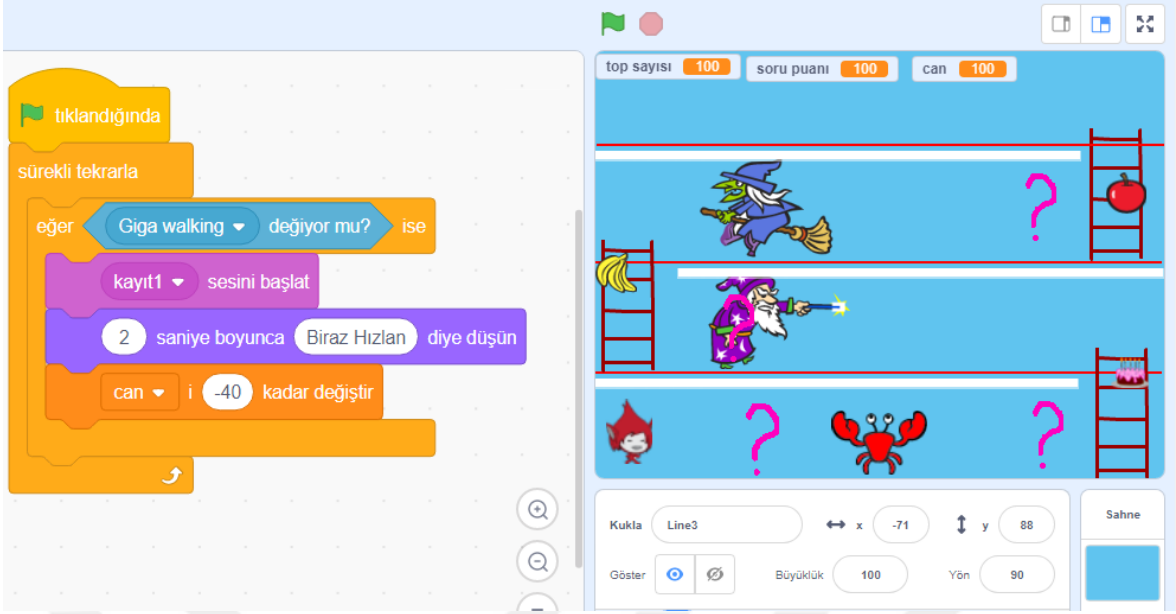 tıklandığında
sürekli tekrarla
eğer Giga walking değiyor mu? ise
kayıt1 sesini başlat
2 saniye boyunca Biraz Hızlan diye düşün
can i -40 kadar değiştir
top sayısı 100 soru puanı 100 can 100
?
?
? ?
Kukla Line3 x -71 y 88
Göster Büyüklük 100 Yön 90
Sahne